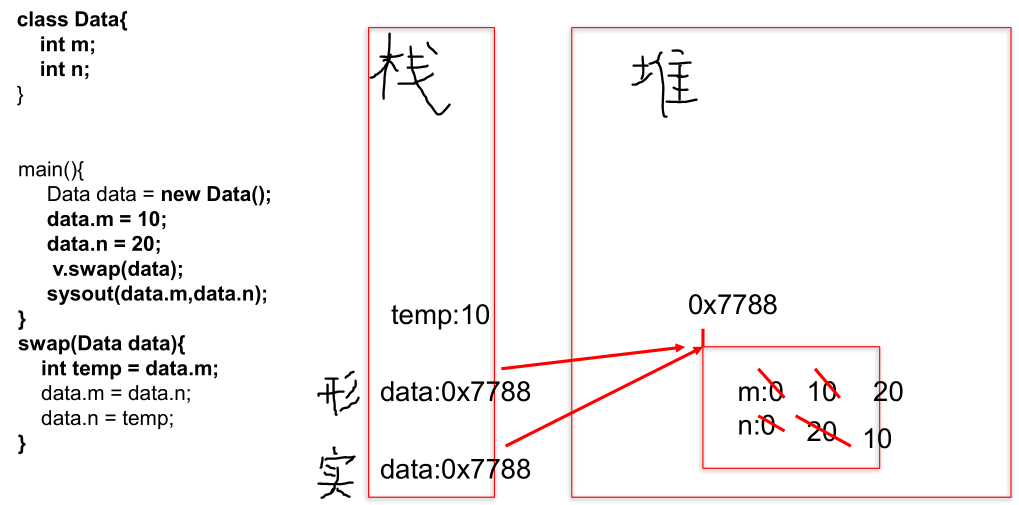 class Data{
int m;
int n;
}
main(){
Data data = new Data();
data.m = 10;
data.n = 20;
v.swap(data);
sysout(data.m,data.n);
}
swap(Data data){
int temp = data.m;
data.m = data.n;
data.n = temp;
}
栈
temp:10
形 data:0x7788
实 data:0x7788
堆
0x7788
m:0 10 20
n:0 20 10